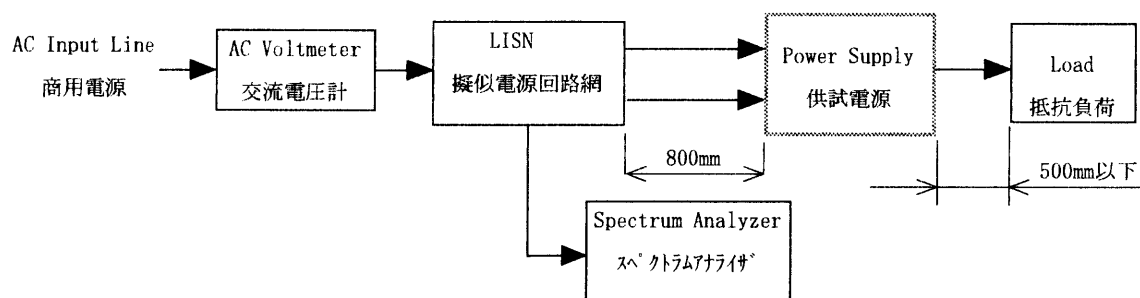 AC Input Line
商用電源
AC Voltmeter
交流電圧計
LISN
擬似電源回路網
Power Supply
供試電源
Load
抵抗負荷
800mm
500mm以下
Spectrum Analyzer
ｽﾍﾟｸﾄﾗﾑｱﾅﾗｲｻﾞ